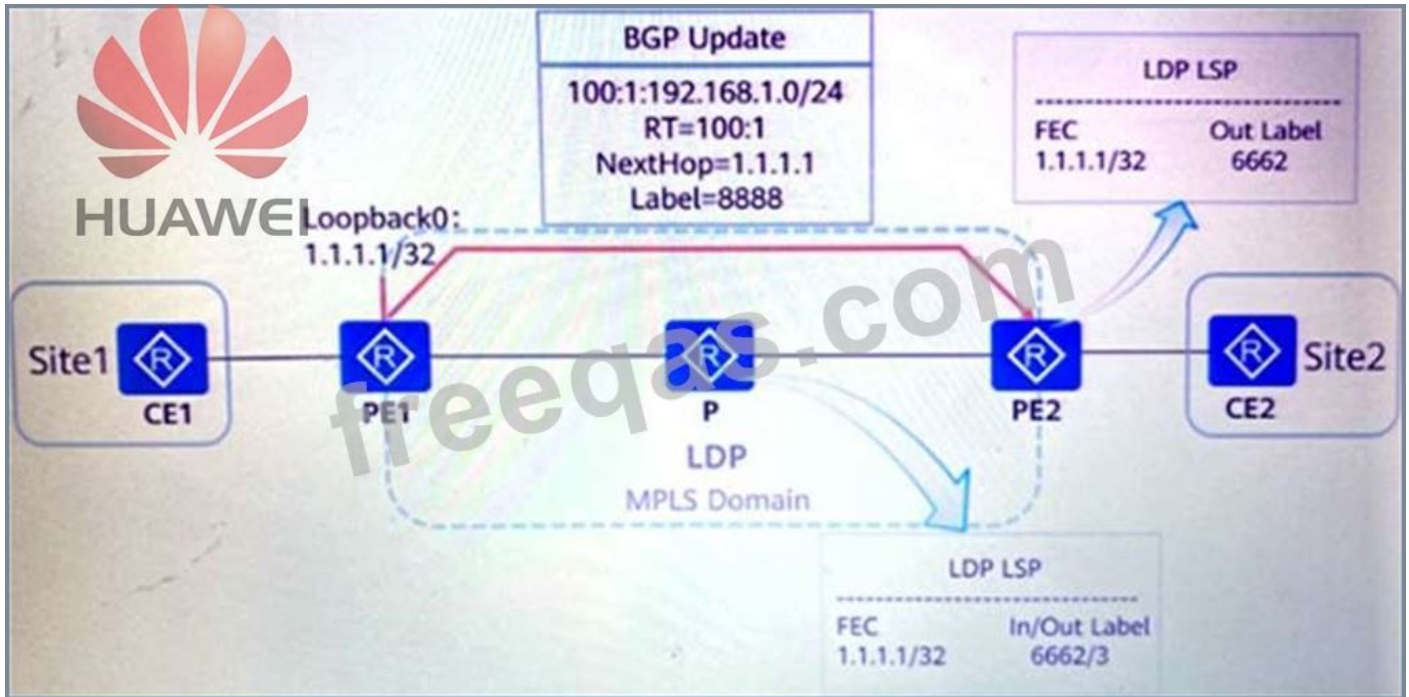 HUAWEI
BGP Update
100:1:192.168.1.0/24
RT=100:1
NextHop=1.1.1.1
Label=8888
LDP LSP
FEC Out Label
1.1.1.1/32 6662
Loopback0:
1.1.1.1/32
Site1
R
CE1
R
PE1
R
P
R
PE2
R
CE2
Site2
freeqas.com
LDP
MPLS Domain
LDP LSP
FEC In/Out Label
1.1.1.1/32 6662/3